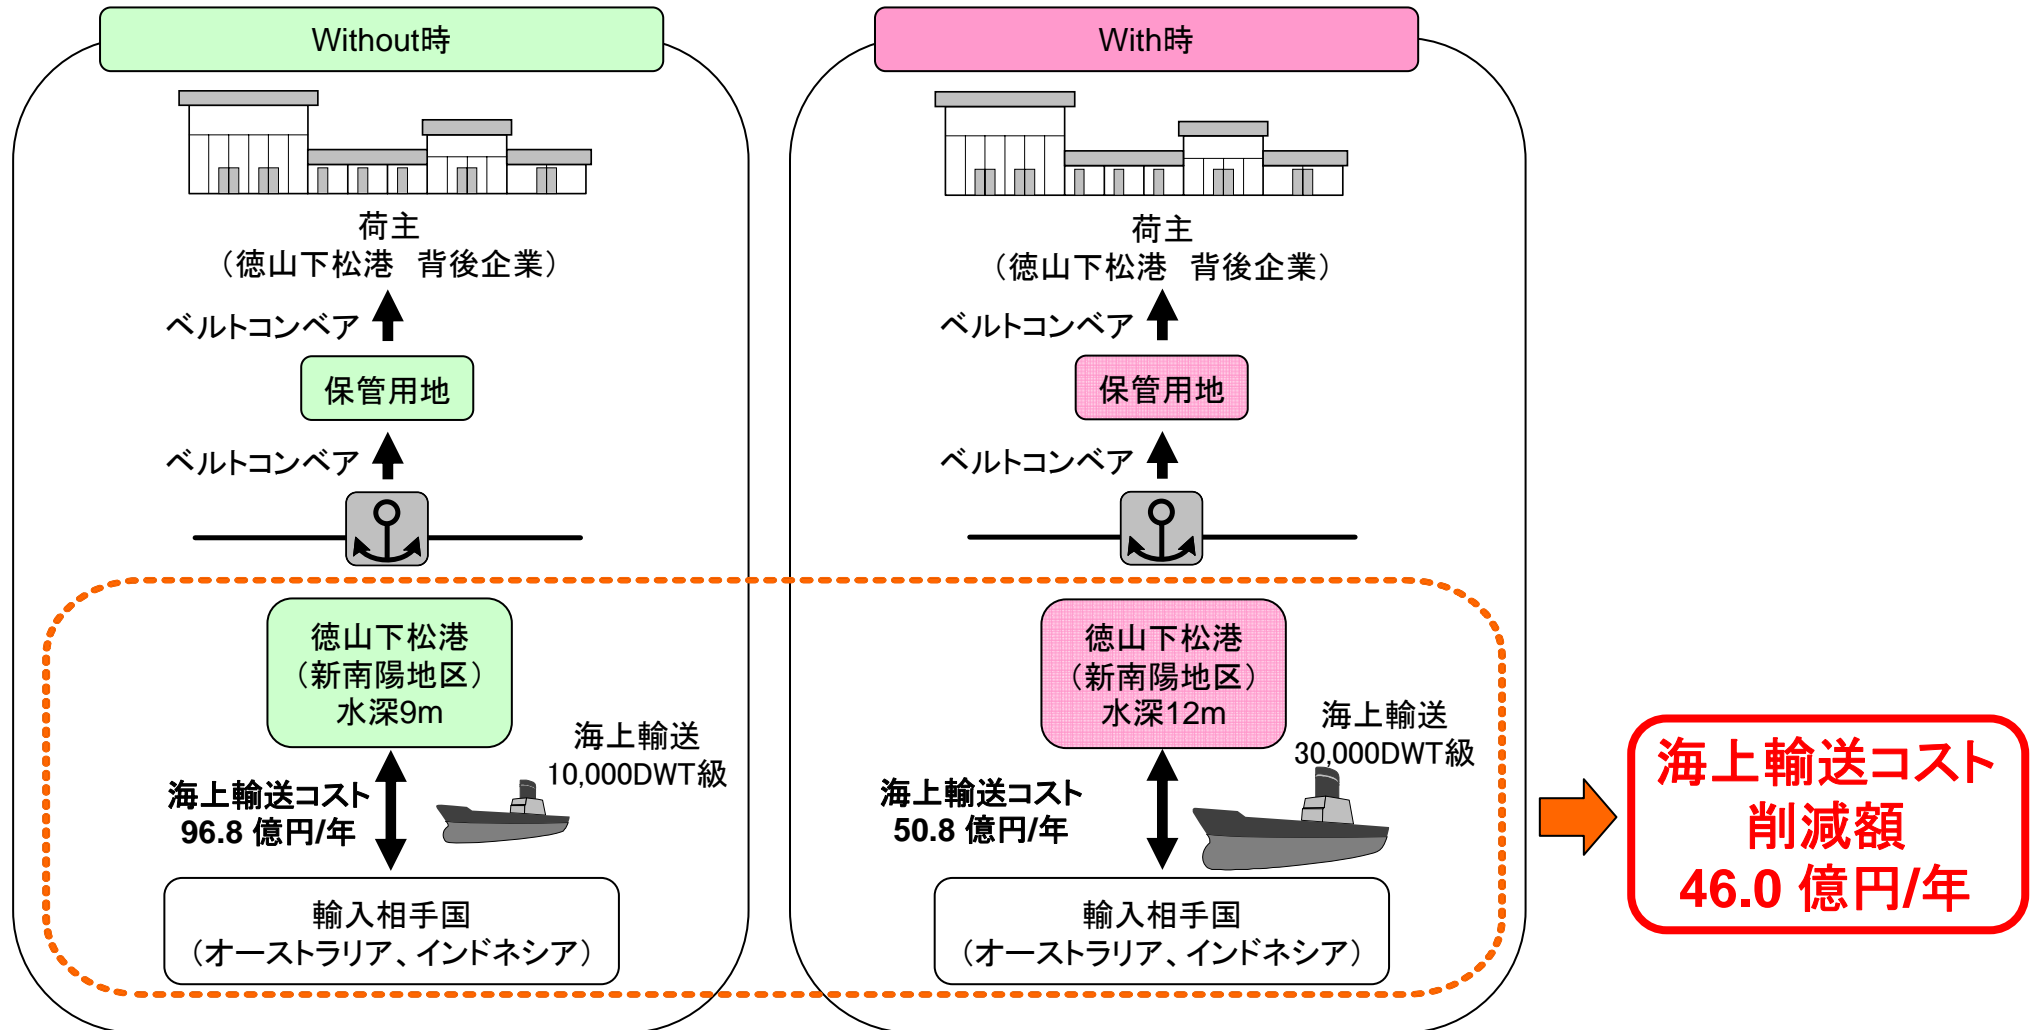 Without時
荷主
（徳山下松港　背後企業）
ベルトコンベア
保管用地
ベルトコンベア
徳山下松港
（新南陽地区）
水深9m
海上輸送
10,000DWT級
海上輸送コスト
96.8 億円/年
輸入相手国
（オーストラリア、インドネシア）
With時
荷主
（徳山下松港　背後企業）
ベルトコンベア
保管用地
ベルトコンベア
徳山下松港
（新南陽地区）
水深12m
海上輸送
30,000DWT級
海上輸送コスト
50.8 億円/年
輸入相手国
（オーストラリア、インドネシア）
海上輸送コスト
削減額
46.0 億円/年